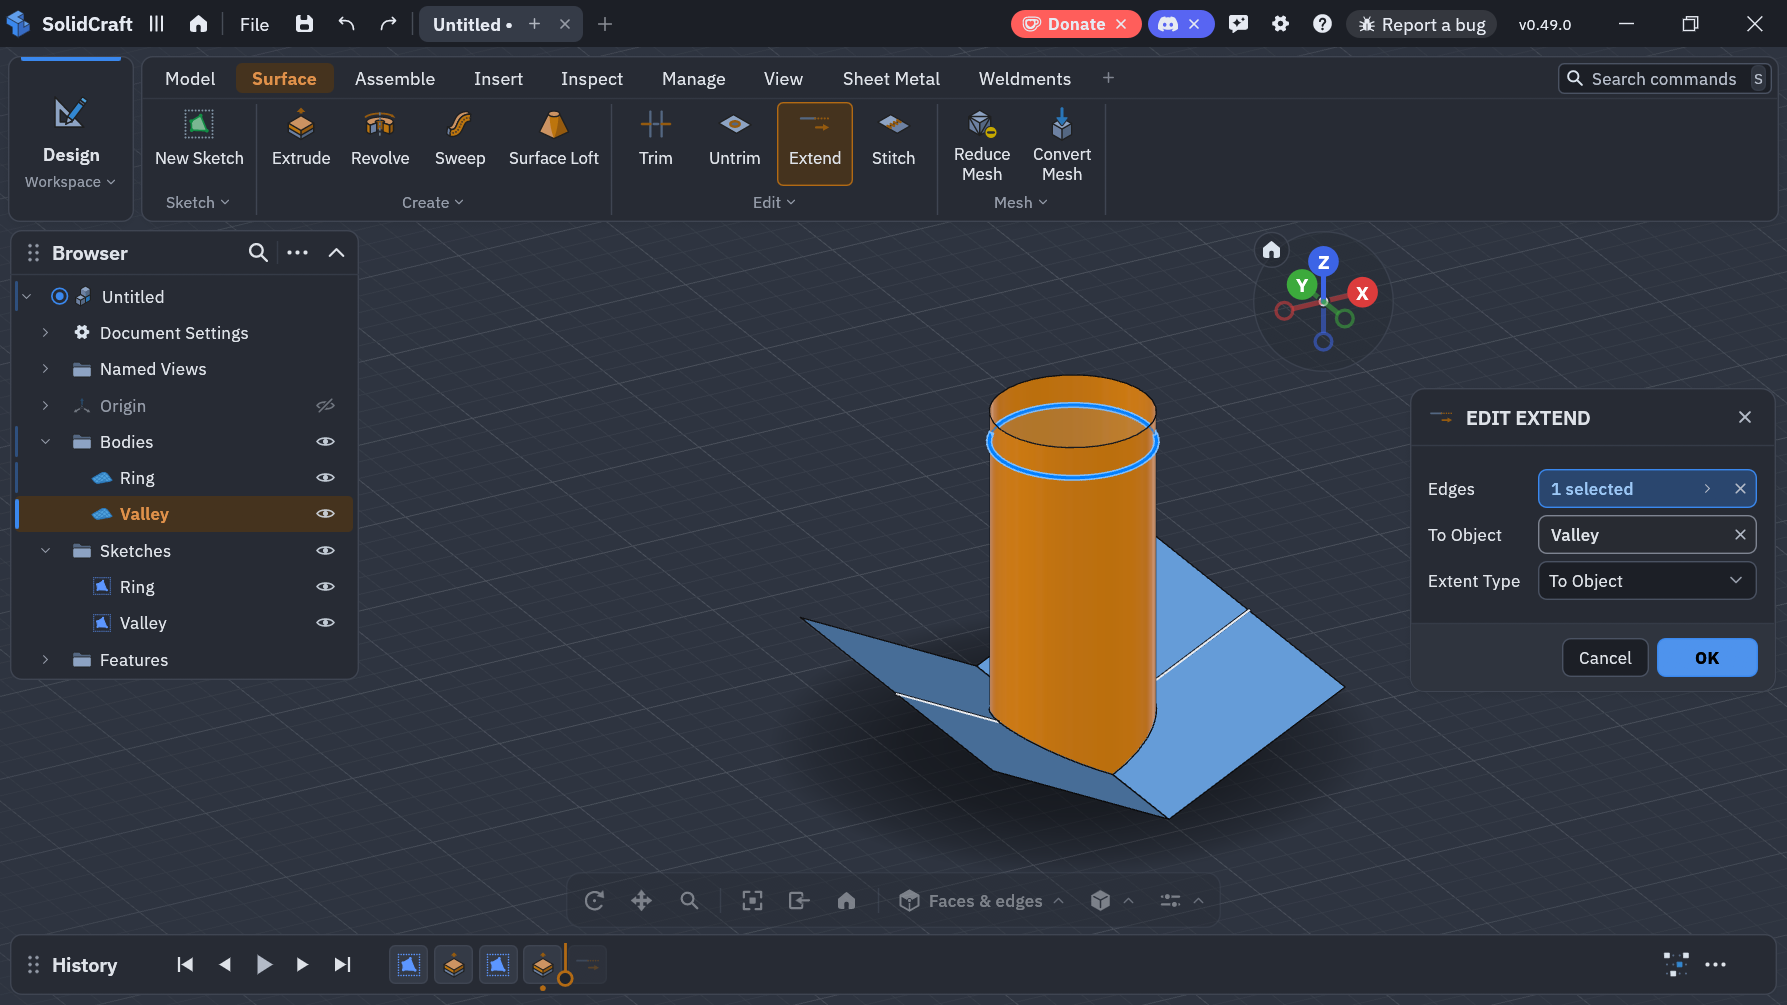 SolidCraft
File
Untitled •
Donate
Report a bug
v0.49.0
Design
Workspace
Model
Surface
Assemble
Insert
Inspect
Manage
View
Sheet Metal
Weldments
Search commands
S
New Sketch
Extrude
Revolve
Sweep
Surface Loft
Trim
Untrim
Extend
Stitch
Reduce
Mesh
Convert
Mesh
Sketch
Create
Edit
Mesh
Browser
Untitled
Document Settings
Named Views
Origin
Bodies
Ring
Valley
Sketches
Ring
Valley
Features
Z
Y
X
EDIT EXTEND
Edges
1 selected
To Object
Valley
Extent Type
To Object
Cancel
OK
Faces & edges
History